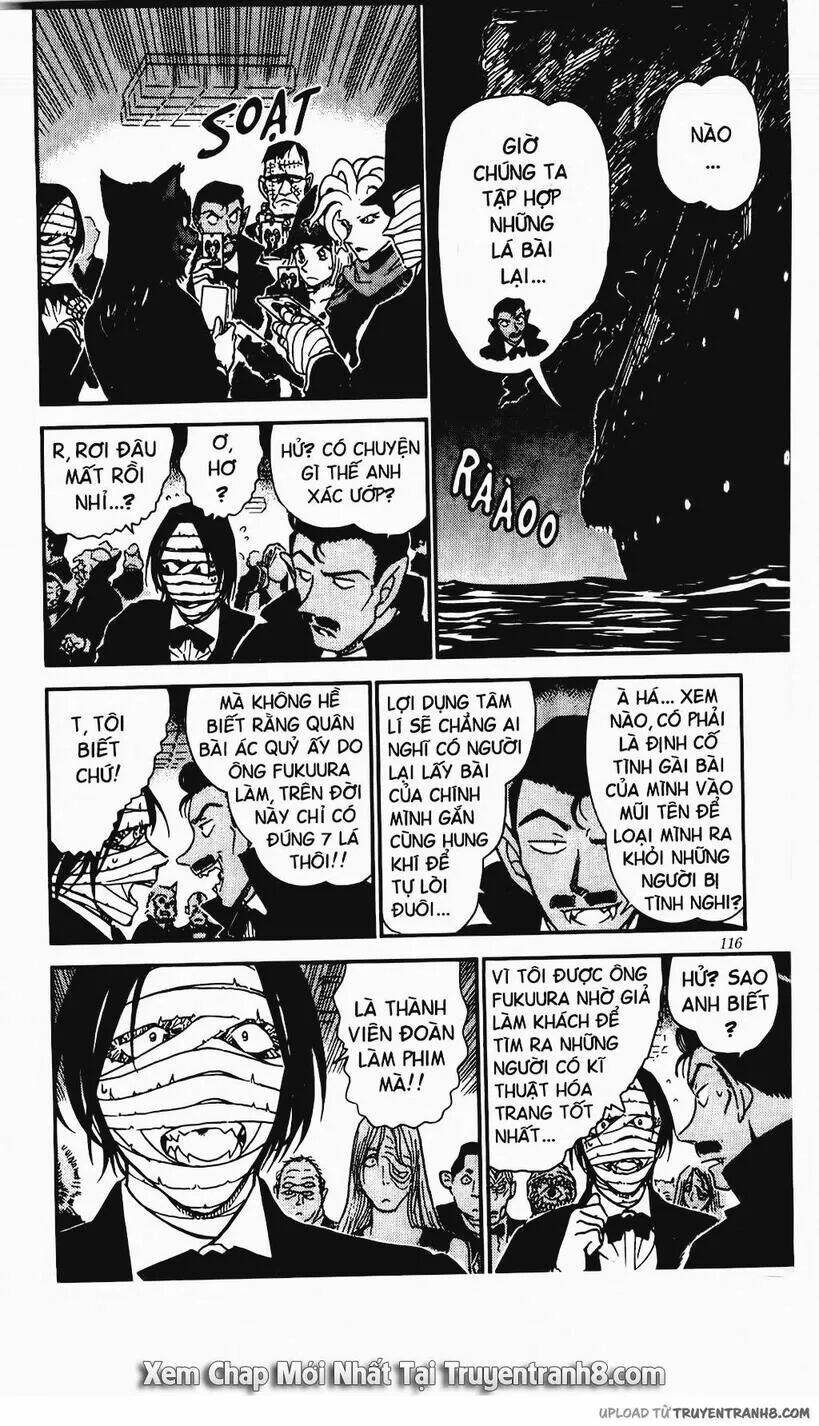 NÀO
...
GIỜ
CHÚNG TA
TẬP HỢP
NHỮNG
LÁ BÀI
LẠI...
RÀÀOO
SOẠT
HỬ? CÓ CHUYỆN
GÌ THẾ ANH
XÁC ƯỚP?
Ơ,
HƠ
?
R, RƠI ĐÂU
MẤT RỒI
NHỈ...?
À HÁ... XEM
NÀO, CÓ PHẢI
LÀ ĐỊNH CỐ
TÌNH GÀI BÀI
CỦA MÌNH VÀO
MŨI TÊN ĐỂ
LOẠI MÌNH RA
KHỎI NHỮNG
NGƯỜI BỊ
TÌNH NGHI?
LỢI DỤNG TÂM
LÍ SẼ CHẲNG AI
NGHĨ CÓ NGƯỜI
LẠI LẤY BÀI
CỦA CHÍNH
MÌNH GẮN
CÙNG HUNG
KHÍ ĐỂ
TỰ LÒI
ĐUÔI...
MÀ KHÔNG HỀ
BIẾT RẰNG QUÂN
BÀI ÁC QUỶ ẤY DO
ÔNG FUKUURA
LÀM, TRÊN ĐỜI
NÀY CHỈ CÓ
ĐÚNG 7 LÁ
THÔI!!
T, TÔI
BIẾT
CHỨ!
116
HỬ? SAO
ANH BIẾT
?
VÌ TÔI ĐƯỢC ÔNG
FUKUURA NHỜ GIẢ
LÀM KHÁCH ĐỂ
TÌM RA NHỮNG
NGƯỜI CÓ KĨ
THUẬT HÓA
TRANG TỐT
NHẤT...
LÀ THÀNH
VIÊN ĐOÀN
LÀM PHIM
MÀ!!
Xem Chap Mới Nhất Tại Truyentranh8.com
UPLOAD TỪ TRUYENTRANH8.COM